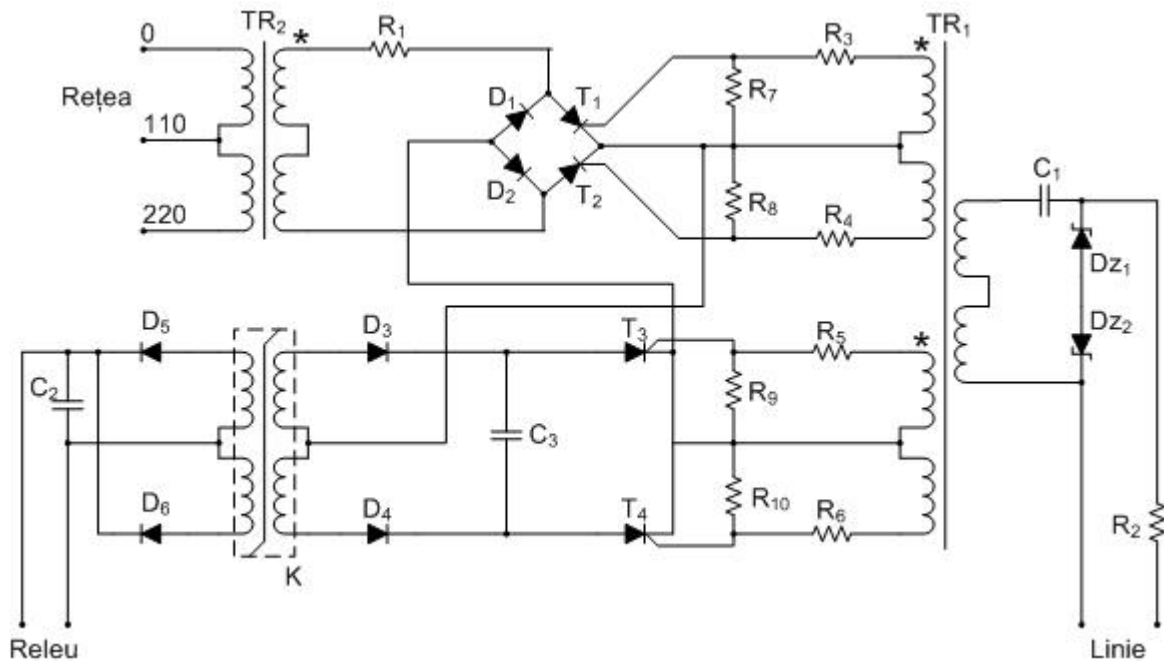 0
TR2
*
R1
TR1
*
R3
Rețea
D1
T1
R7
110
D2
T2
R8
C1
220
R4
Dz1
Dz2
D5
D3
T3
R5
*
C2
R9
C3
D6
D4
T4
R10
R6
R2
K
Releu
Linie